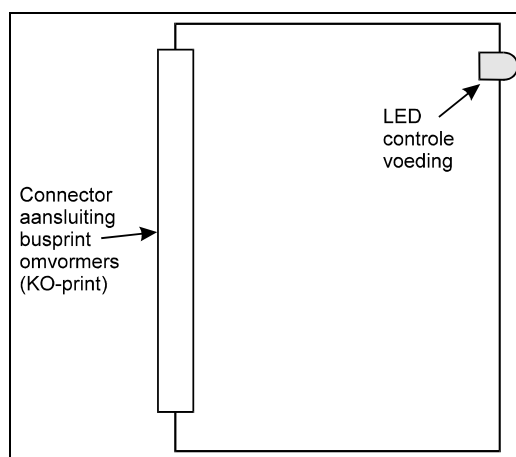 LED
controle
voeding
Connector
aansluiting
busprint
omvormers
(KO-print)